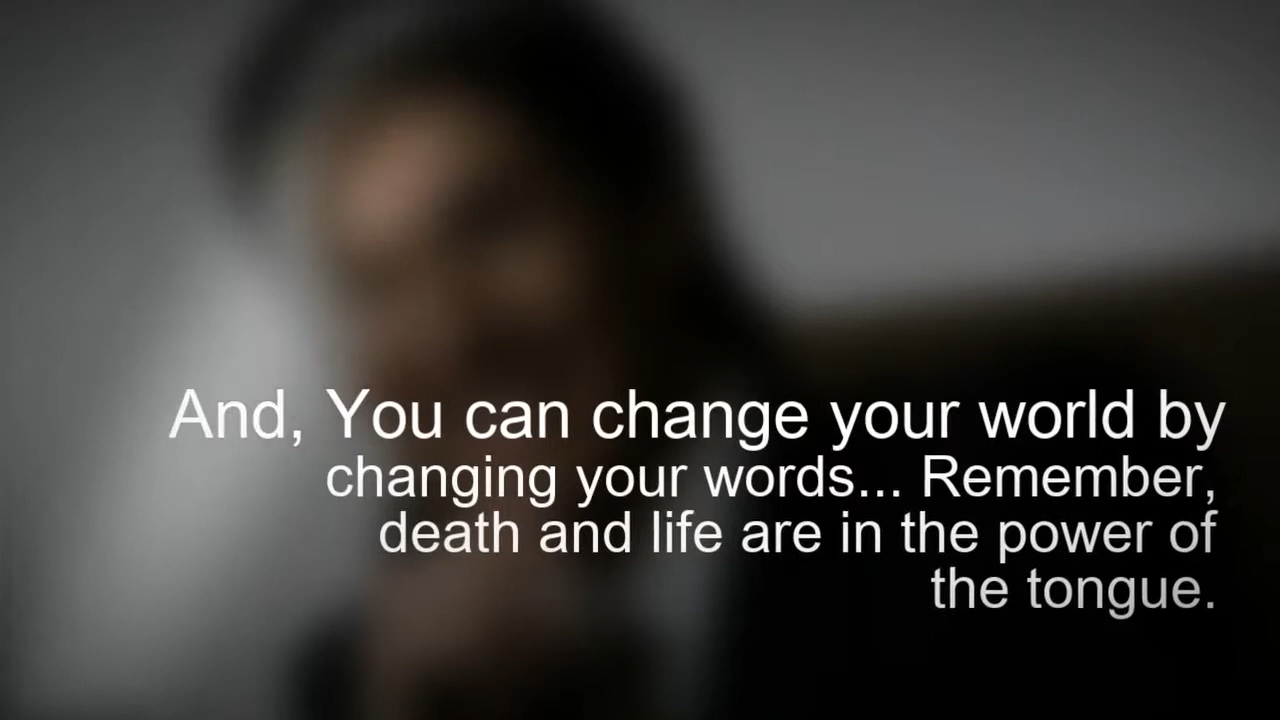 And, You can change your world by
changing your words... Remember,
death and life are in the power of
the tongue.